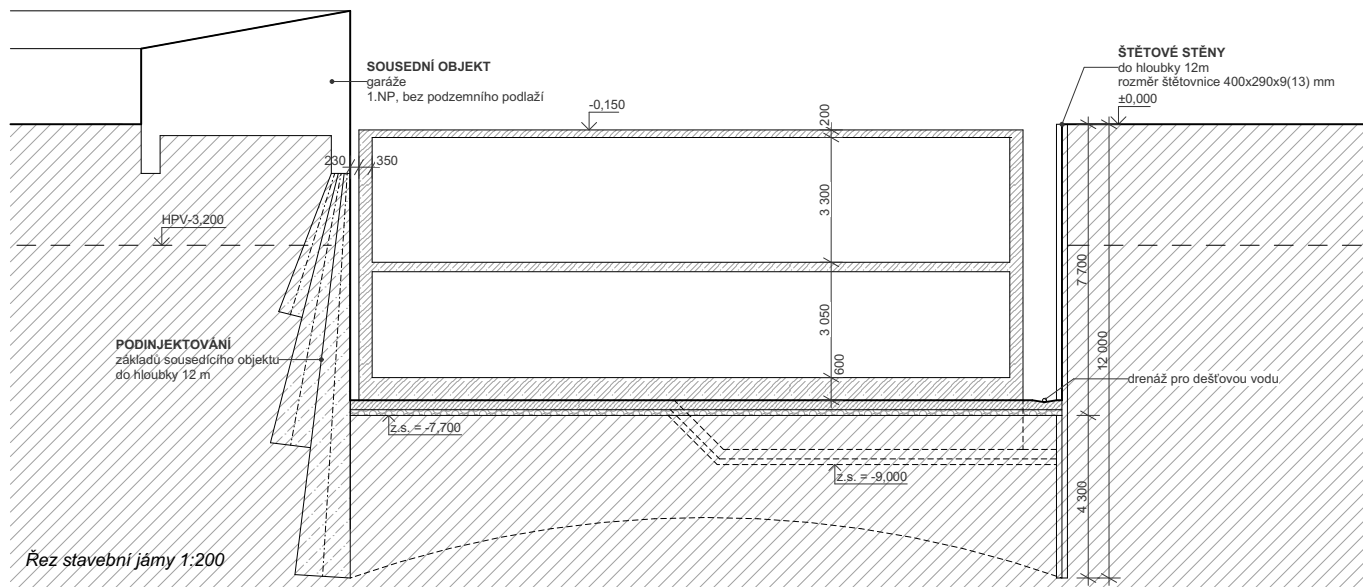 SOUSEDNÍ OBJEKT
garáže
1.NP, bez podzemního podlaží
ŠTĚTOVÉ STĚNY
do hloubky 12m
rozměr štětovnice 400x290x9(13) mm
±0,000
-0,150
200
230
350
3 300
HPV-3,200
7 700
3 050
12 000
PODINJEKTOVÁNÍ
základů sousedícího objektu
do hloubky 12 m
600
drenáž pro dešťovou vodu
z.s. = -7,700
z.s. = -9,000
4 300
Řez stavební jámy 1:200